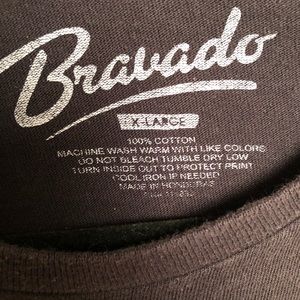 Bravado
X-LARGE
100% COTTON
MACHINE WASH WARM WITH LIKE COLORS
DO NOT BLEACH TUMBLE DRY LOW
TURN INSIDE OUT TO PROTECT PRINT
COOL IRON IF NEEDED
MADE IN HONDURAS